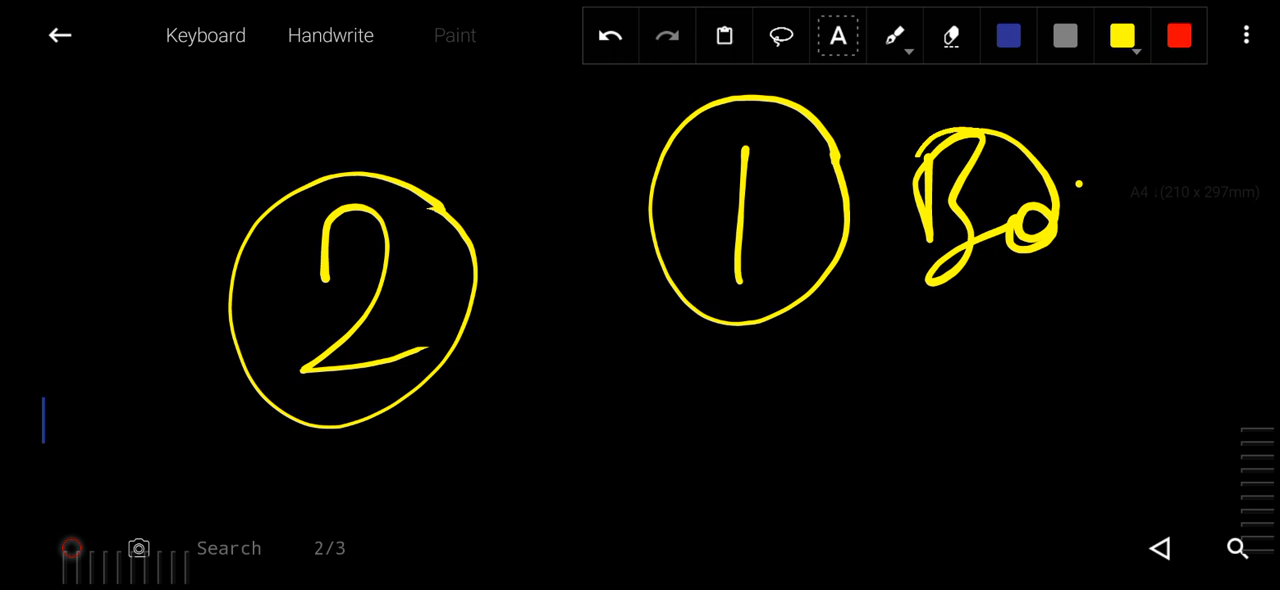 Keyboard Handwrite Paint A
1
2
A4 ↓(210 x 297mm)
Search 2/3